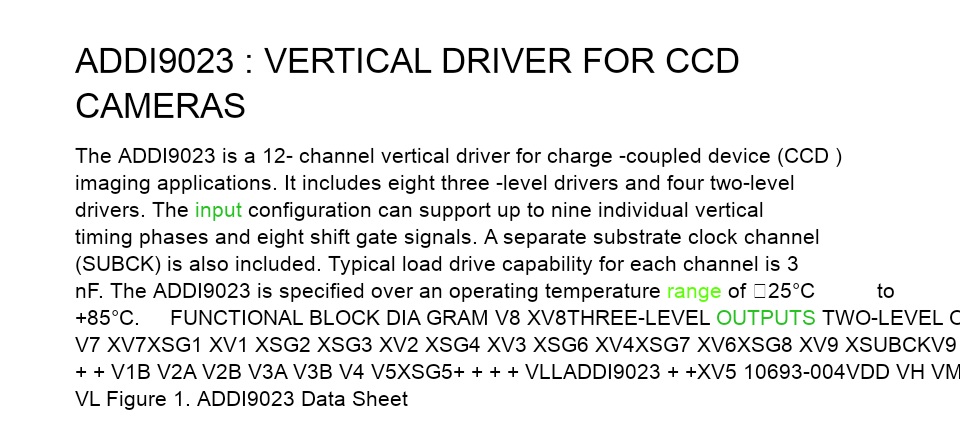 ADDI9023 : VERTICAL DRIVER FOR CCD
CAMERAS
The ADDI9023 is a 12- channel vertical driver for charge -coupled device (CCD )
imaging applications. It includes eight three -level drivers and four two-level
drivers. The input configuration can support up to nine individual vertical
timing phases and eight shift gate signals. A separate substrate clock channel
(SUBCK) is also included. Typical load drive capability for each channel is 3
nF. The ADDI9023 is specified over an operating temperature range of □25°C to
+85°C. FUNCTIONAL BLOCK DIA GRAM V8 XV8THREE-LEVEL OUTPUTS TWO-LEVEL
V7 XV7XSG1 XV1 XSG2 XSG3 XV2 XSG4 XV3 XSG6 XV4XSG7 XV6XSG8 XV9 XSUBCKV9
+ + V1B V2A V2B V3A V3B V4 V5XSG5+ + + + VLLADDI9023 + +XV5 10693-004VDD VH VM
VL Figure 1. ADDI9023 Data Sheet